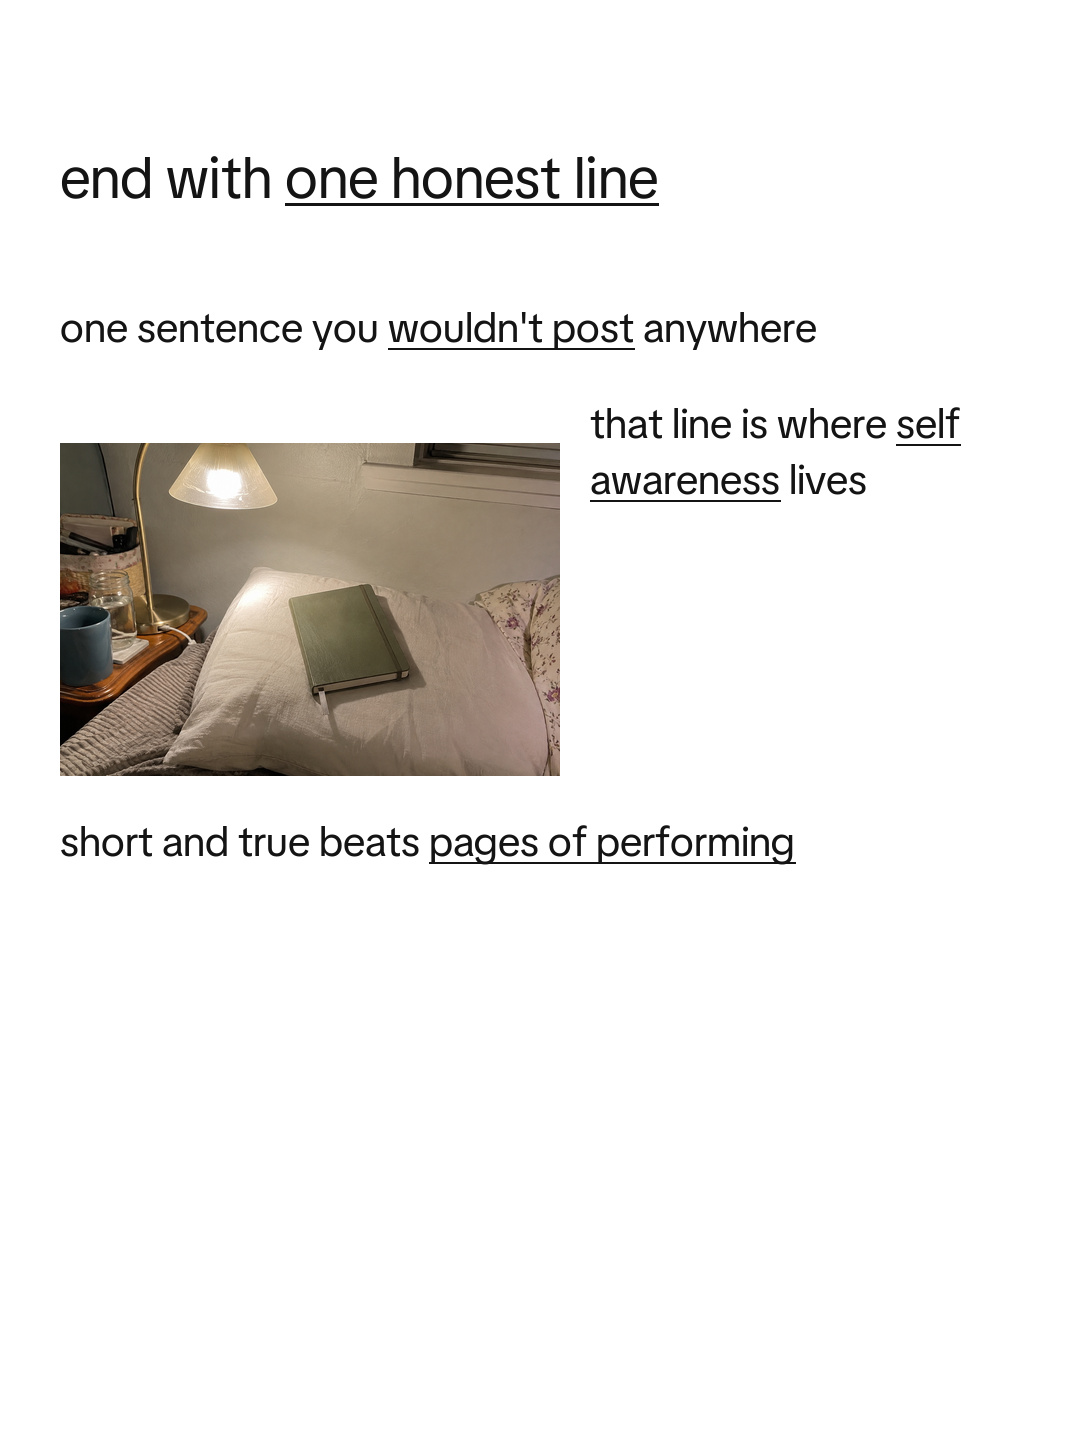 end with one honest line
one sentence you wouldn't post anywhere
that line is where self
awareness lives
short and true beats pages of performing